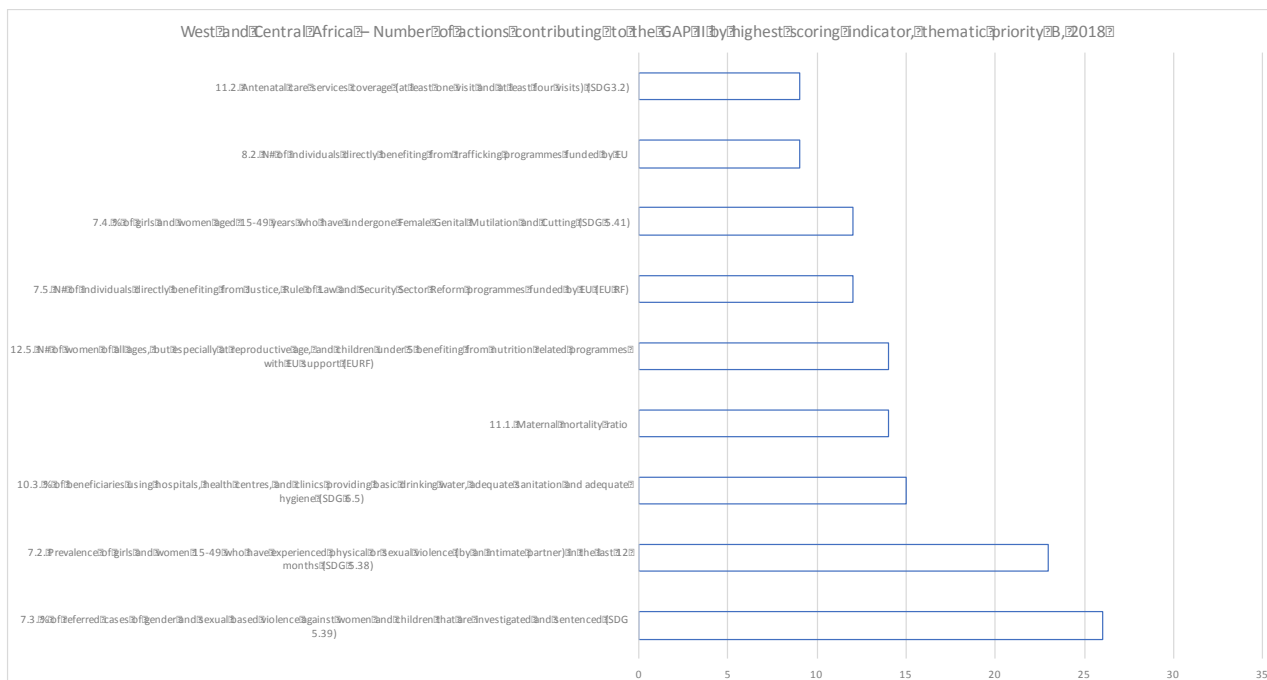 West and Central Africa – Number of actions contributing to the GAP II by highest scoring indicator, thematic priority B, 2018
11.2. Antenatal care services coverage (at least one visit and at least four visits) (SDG3.2)
8.2. N# of Individuals directly benefiting from trafficking programmes funded by EU
7.4. % of girls and women aged 15-49 years who have undergone Female Genital Mutilation and Cutting (SDG 5.41)
7.5. N# of Individuals directly benefiting from Justice, Rule of Law and Security Sector Reform programmes funded by EU (EU RF)
12.5. N# of women of all ages, but especially at reproductive age, and children under 5 benefiting from nutrition related programmes
with EU support (EURF)
11.1. Maternal mortality ratio
10.3. % of beneficiaries using hospitals, health centres, and clinics providing basic drinking water, adequate sanitation and adequate
hygiene (SDG 6.5)
7.2. Prevalence of girls and women 15-49 who have experienced physical or sexual violence (by an Intimate partner) in the last 12
months (SDG 5.38)
7.3. % of referred cases of gender and sexual based violence against women and children that are investigated and sentenced (SDG
5.39)
0 5 10 15 20 25 30 35